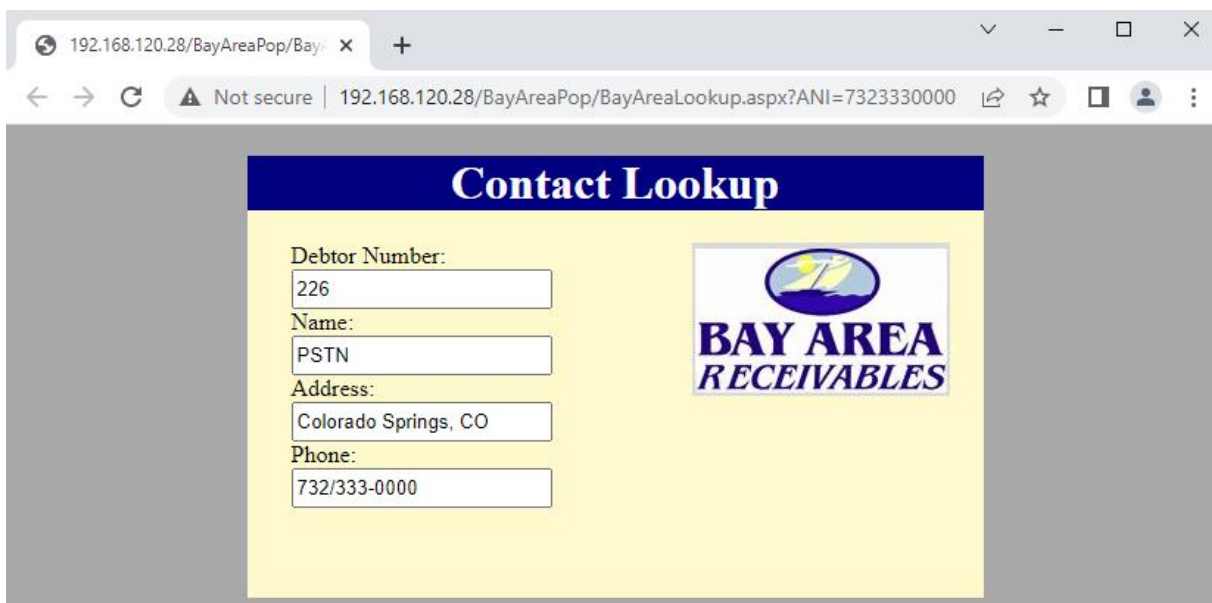 192.168.120.28/BayAreaPop/Bay
Not secure | 192.168.120.28/BayAreaPop/BayAreaLookup.aspx?ANI=7323330000
Contact Lookup
Debtor Number:
226
Name:
PSTN
Address:
Colorado Springs, CO
Phone:
732/333-0000
BAY AREA
RECEIVABLES